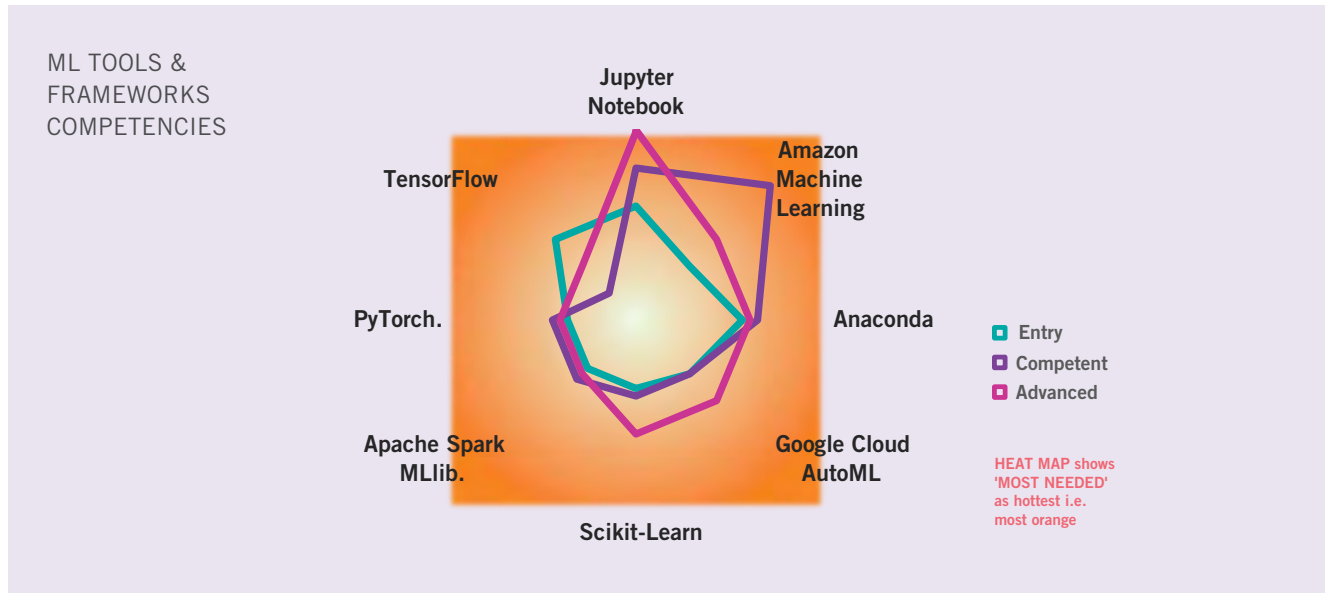 ML TOOLS &
FRAMEWORKS
COMPETENCIES
Jupyter
Notebook
Amazon
Machine
Learning
TensorFlow
PyTorch.
Anaconda
Entry
Competent
Advanced
Apache Spark
MLlib.
Google Cloud
AutoML
Scikit-Learn
HEAT MAP shows
'MOST NEEDED'
as hottest i.e.
most orange